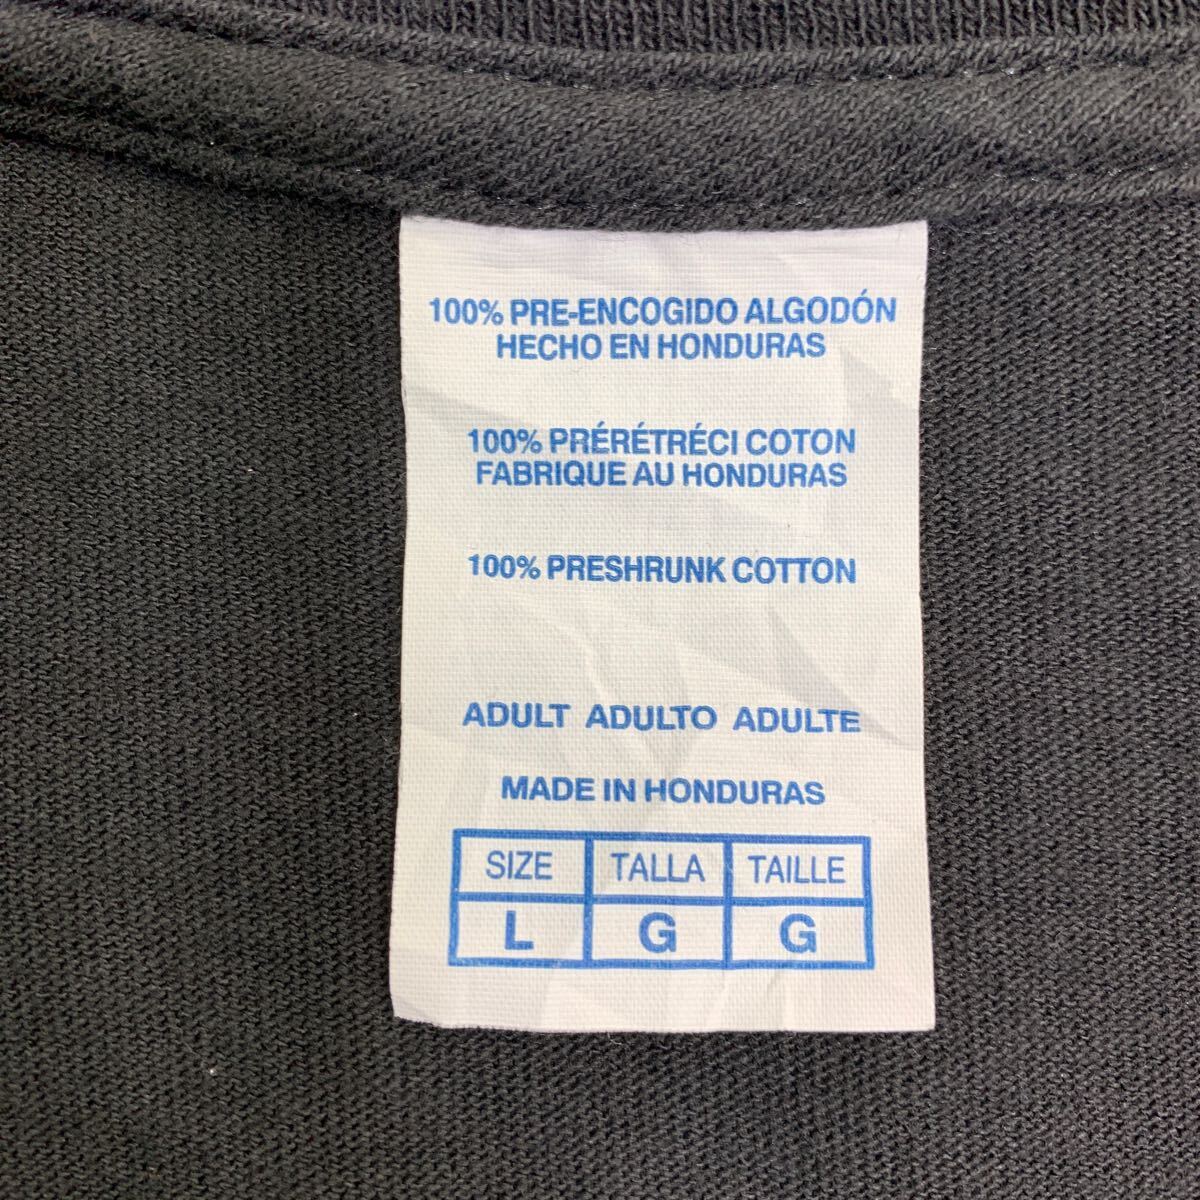 100% PRE-ENCOGIDO ALGODÓN
HECHO EN HONDURAS
100% PRÉRÉTRÉCI COTON
FABRIQUE AU HONDURAS
100% PRESHRUNK COTTON
ADULT ADULTO ADULTE
MADE IN HONDURAS
SIZE TALLA TAILLE
L G G